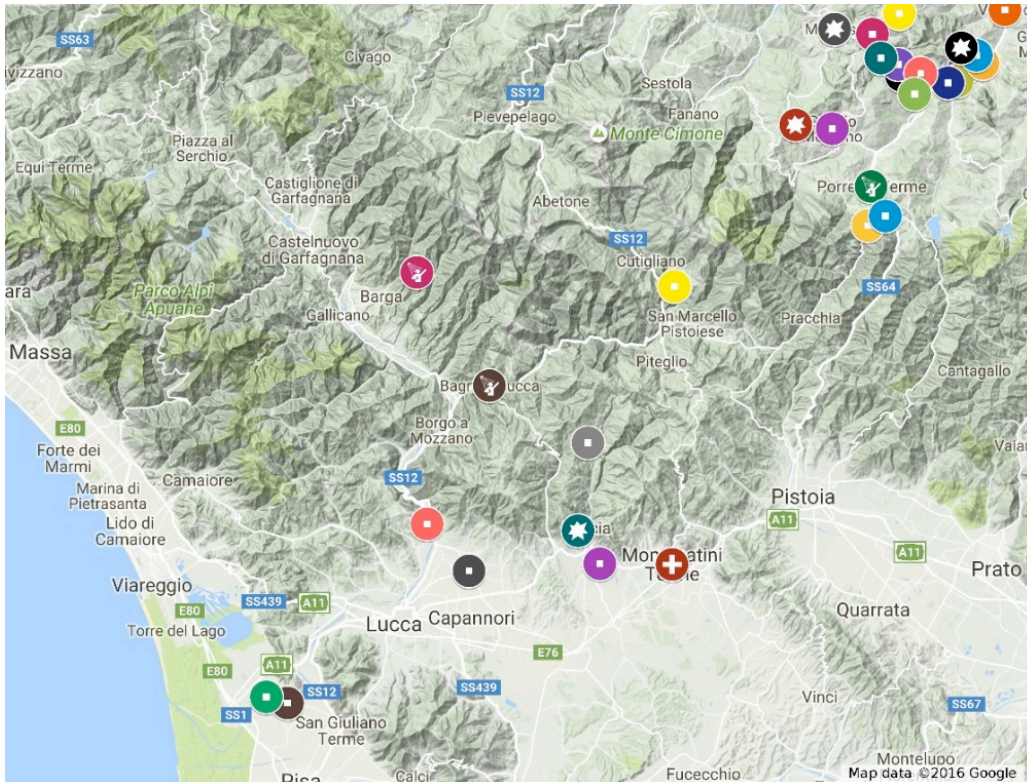 SS63
Civago
Sestola
SS12
Pievepelago
Fanano
Monte Cimone
Piazza al
Serchio
Equi Terme
Castiglione di
Garfagnana
Abetone
SS12
Castelnuovo
di Garfagnana
Cutigliano
SS64
Parco Alpi
Apuane
Barga
Gallicano
San Marcello
Pistoiese
Pracchia
Massa
Piteglio
Cantagallo
Borgo a
Mozzano
E80
Forte dei
Marmi
Camaiore
SS12
Marina di
Pietrasanta
Pistoia
A11
Lido di
Camaiore
A11
Prato
Viareggio
SS439
A11
E80
Quarrata
Torre del Lago
Lucca
Capannori
E76
A11
E80
SS12
SS439
SS1
San Giuliano
Terme
Vinci
SS67
Montelupo
Calci
Fucecchio
Map data ©2016 Google